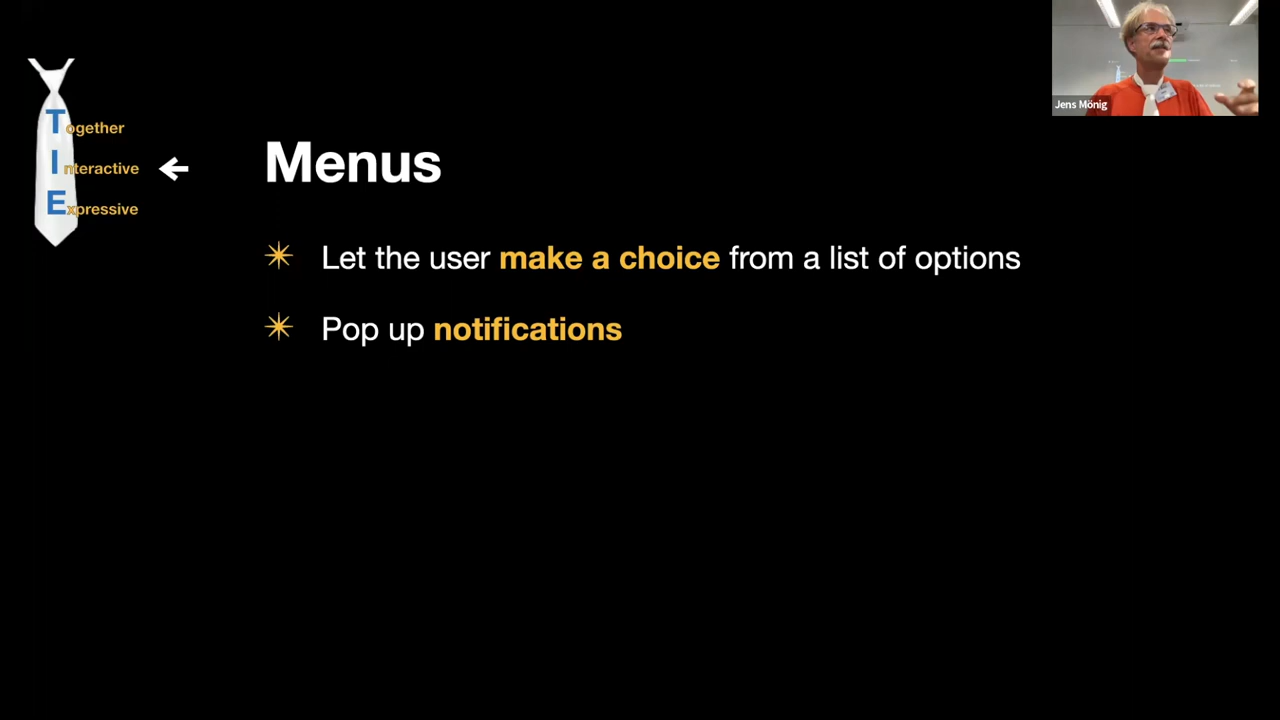 Together
Interactive
Expressive
Menus
Let the user make a choice from a list of options
Pop up notifications
Jens Mönig